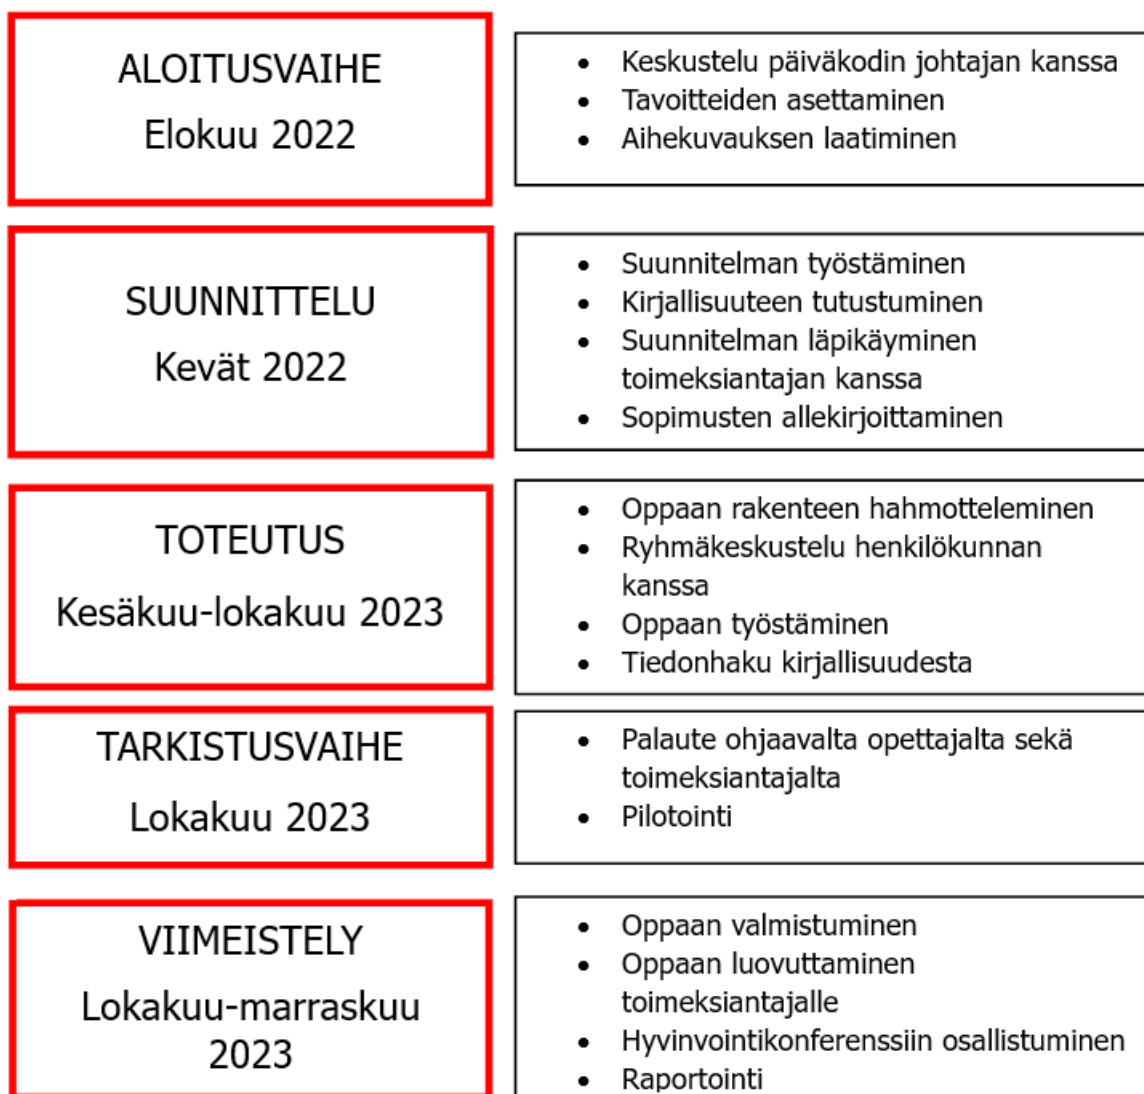 ALOITUSVAIHE
Elokuu 2022
• Keskustelu päiväkodin johtajan kanssa
• Tavoitteiden asettaminen
• Aihekuvauksen laatiminen
SUUNNITTELU
Kevät 2022
• Suunnitelman työstäminen
• Kirjallisuuteen tutustuminen
• Suunnitelman läpikäyminen
toimeksiantajan kanssa
• Sopimusten allekirjoittaminen
TOTEUTUS
Kesäkuu-lokakuu 2023
• Oppaan rakenteen hahmotteleminen
• Ryhmäkeskustelu henkilökunnan
kanssa
• Oppaan työstäminen
• Tiedonhaku kirjallisuudesta
TARKISTUSVAIHE
Lokakuu 2023
• Palaute ohjaavalta opettajalta sekä
toimeksiantajalta
• Pilotointi
VIIMEISTELY
Lokakuu-marraskuu
2023
• Oppaan valmistuminen
• Oppaan luovuttaminen
toimeksiantajalle
• Hyvinvointikonferenssiin osallistuminen
• Raportointi